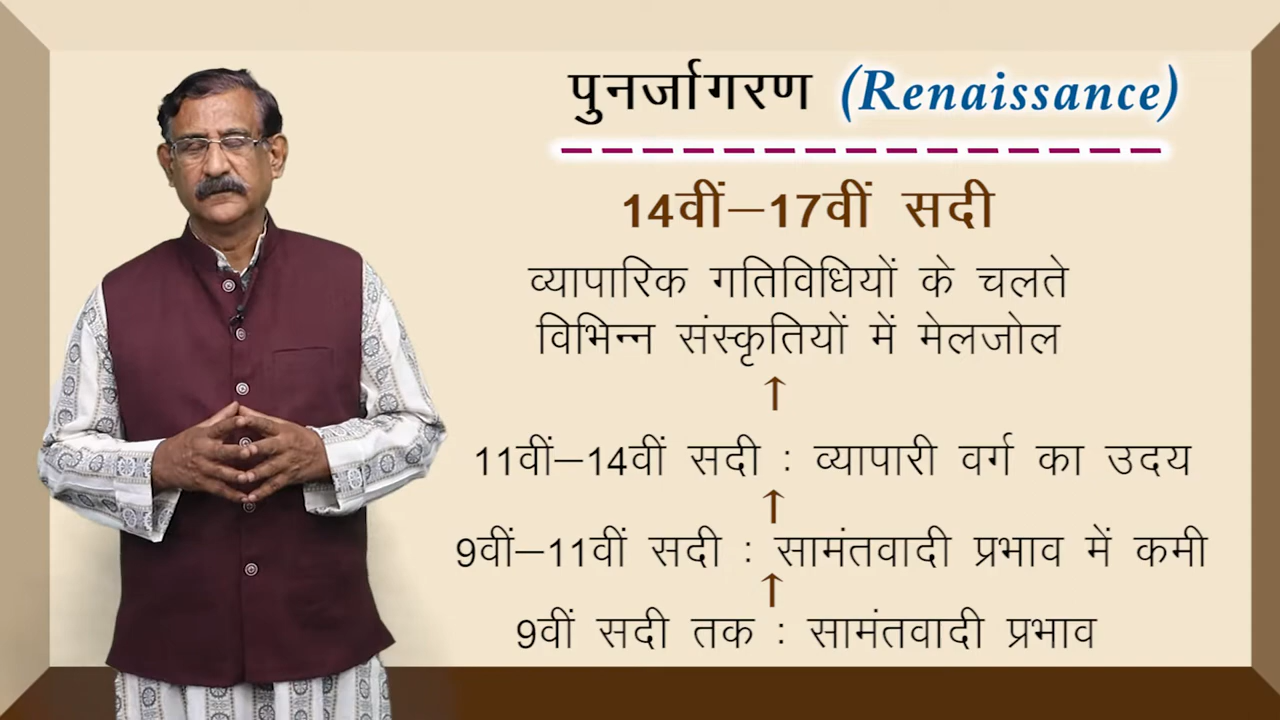 पुनर्जागरण (Renaissance)
14वीं–17वीं सदी
व्यापारिक गतिविधियों के चलते
विभिन्न संस्कृतियों में मेलजोल
↑
11वीं–14वीं सदी : व्यापारी वर्ग का उदय
↑
9वीं–11वीं सदी : सामंतवादी प्रभाव में कमी
↑
9वीं सदी तक : सामंतवादी प्रभाव